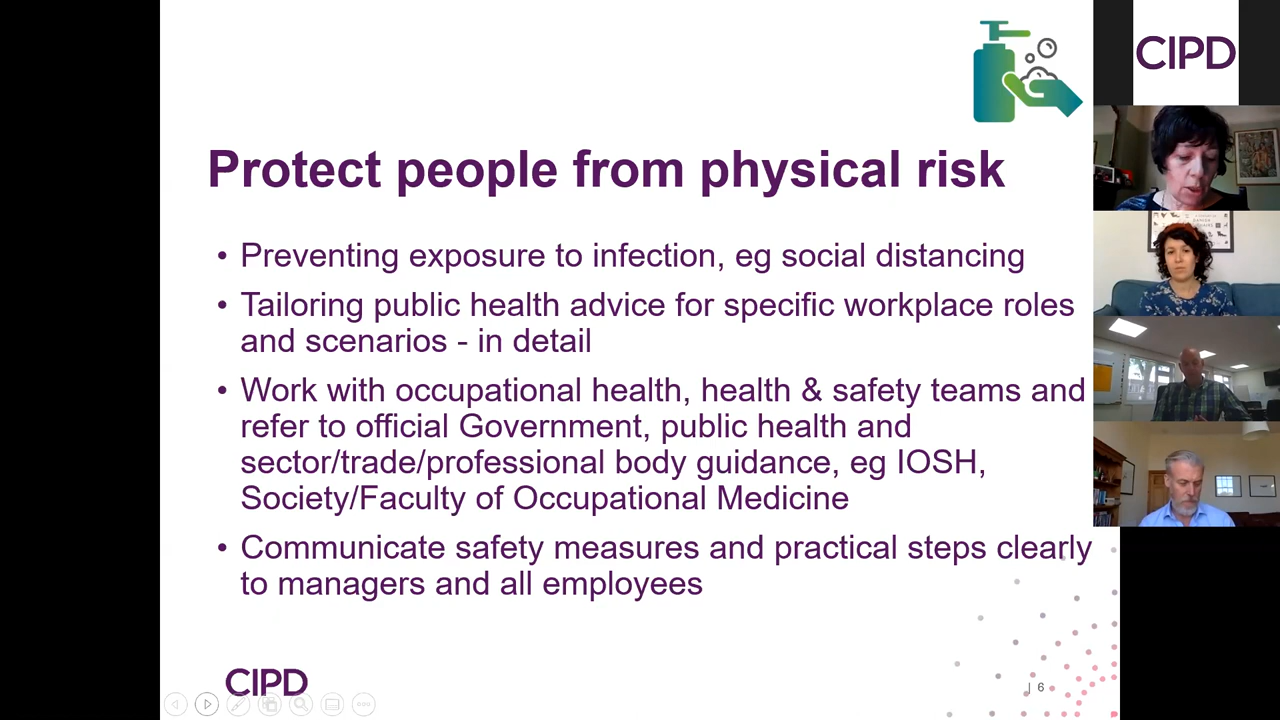 CIPD
Protect people from physical risk
• Preventing exposure to infection, eg social distancing
• Tailoring public health advice for specific workplace roles
and scenarios - in detail
• Work with occupational health, health & safety teams and
refer to official Government, public health and
sector/trade/professional body guidance, eg IOSH,
Society/Faculty of Occupational Medicine
• Communicate safety measures and practical steps clearly
to managers and all employees
CIPD
| 6